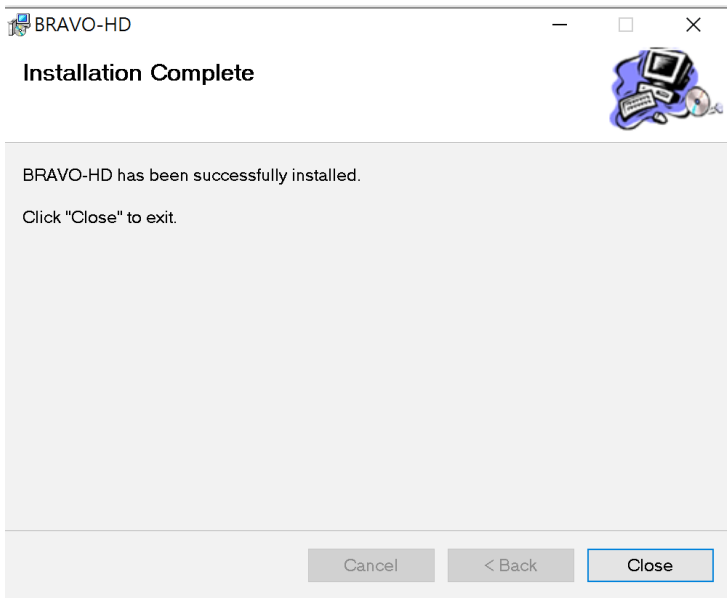 BRAVO-HD
Installation Complete
BRAVO-HD has been successfully installed.
Click "Close" to exit.
Cancel
< Back
Close